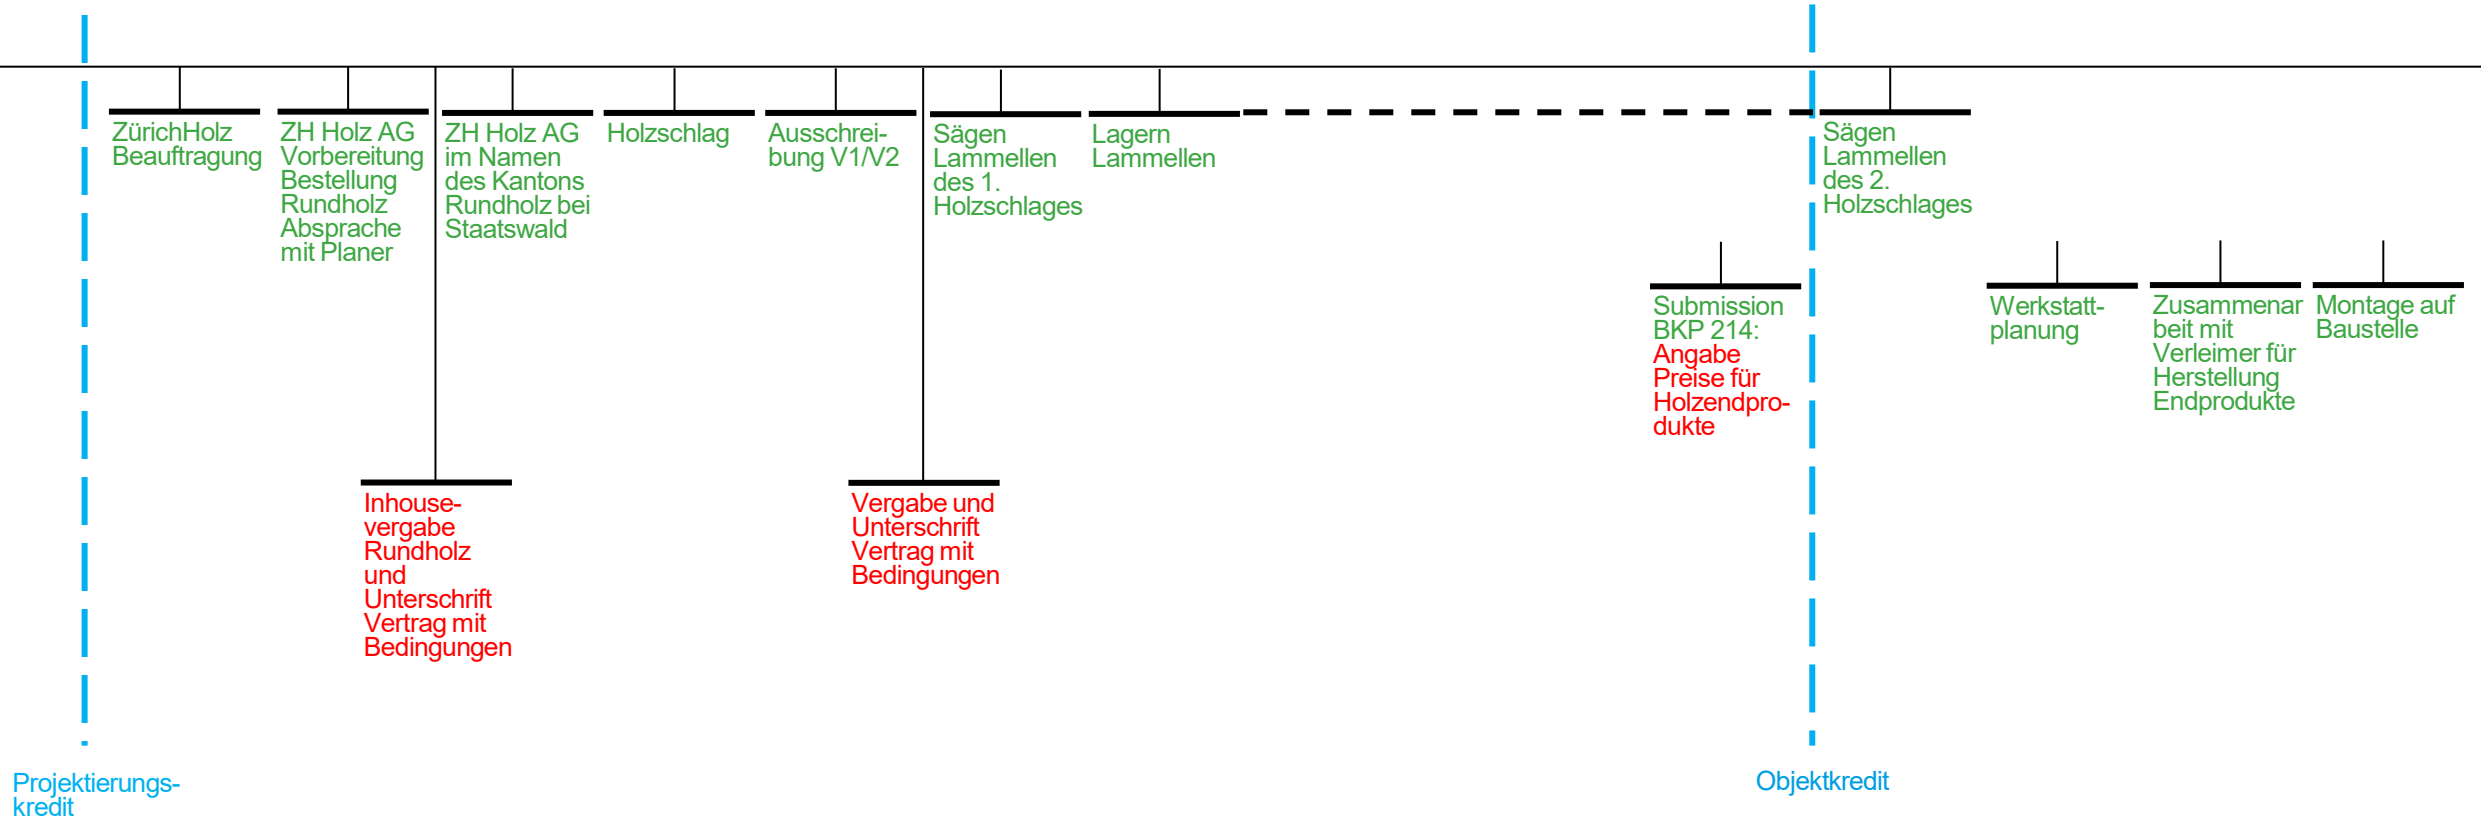 ZürichHolz
Beauftragung
ZH Holz AG
Vorbereitung
Bestellung
Rundholz
Absprache
mit Planer
ZH Holz AG
im Namen
des Kantons
Rundholz bei
Staatswald
Holzschlag
Ausschrei-
bung V1/V2
Sägen
Lammellen
des 1.
Holzschlages
Lagern
Lammellen
Sägen
Lammellen
des 2.
Holzschlages
Submission
BKP 214:
Angabe
Preise für
Holzendpro-
dukte
Werkstatt-
planung
Zusammenar
beit mit
Verleimer für
Herstellung
Endprodukte
Montage auf
Baustelle
Inhouse-
vergabe
Rundholz
und
Unterschrift
Vertrag mit
Bedingungen
Vergabe und
Unterschrift
Vertrag mit
Bedingungen
Projektierungs-
kredit
Objektkredit